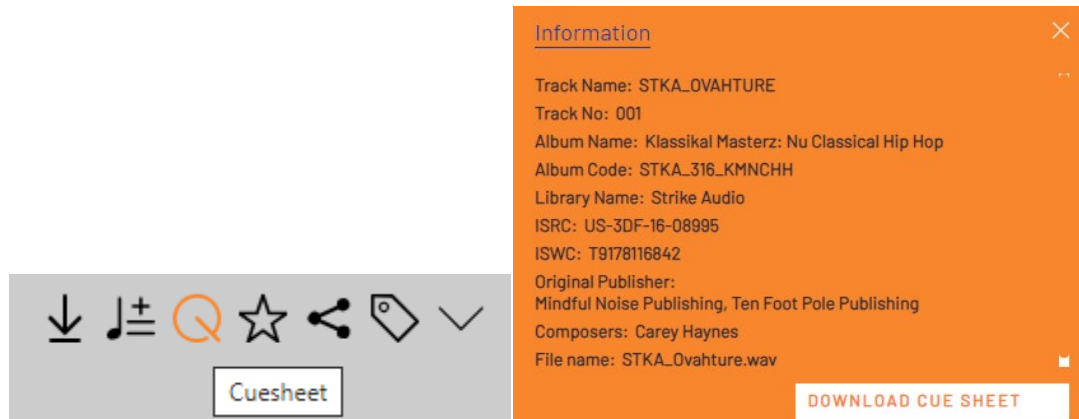 Cuesheet
Information
Track Name: STKA_OVAHTURE
Track No: 001
Album Name: Klassikal Masterz: Nu Classical Hip Hop
Album Code: STKA_316_KMNCHH
Library Name: Strike Audio
ISRC: US-3DF-16-08995
ISWC: T9178116842
Original Publisher:
Mindful Noise Publishing, Ten Foot Pole Publishing
Composers: Carey Haynes
File name: STKA_Ovahture.wav
DOWNLOAD CUE SHEET